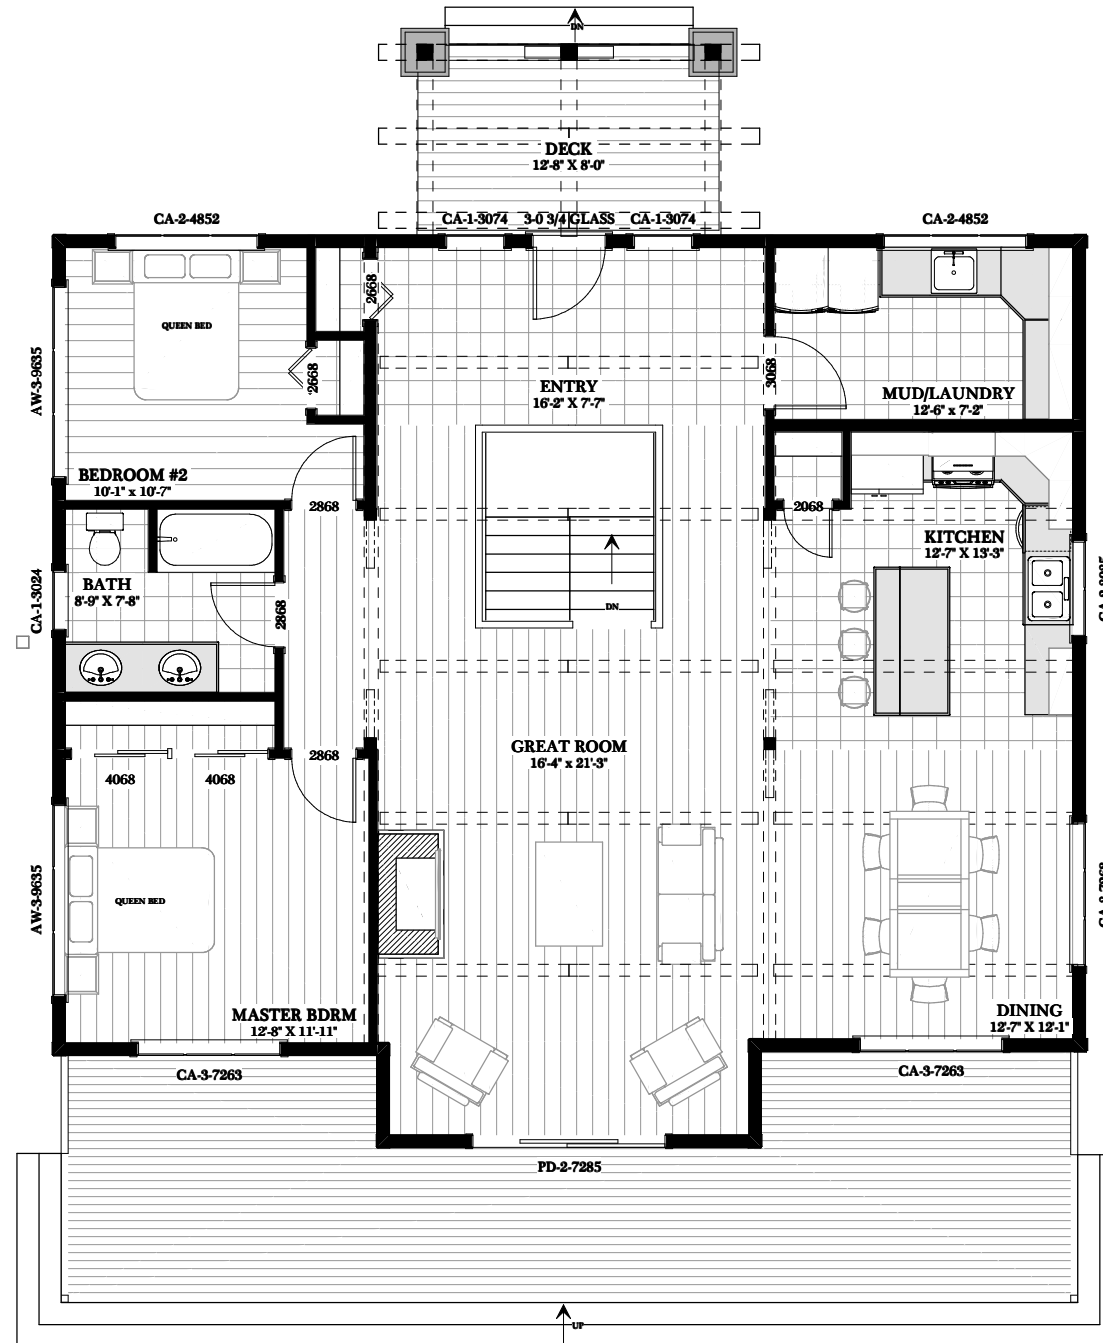 DN
DECK
12'-8" X 8'-0"
CA-2-4852
CA-1-3074
3-0 3/4 GLASS
CA-1-3074
CA-2-4852
2668
QUEEN BED
2668
AW-3-9635
ENTRY
16'-2" X 7'-7"
3068
MUD/LAUNDRY
12'-6" x 7'-2"
BEDROOM #2
10'-1" x 10'-7"
2868
2068
KITCHEN
12'-7" X 13'-3"
BATH
8'-9" X 7'-8"
CA-1-3024
2868
DN
GREAT ROOM
16'-4" x 21'-3"
2868
4068
4068
AW-3-9635
QUEEN BED
MASTER BDRM
12'-8" X 11'-11"
DINING
12'-7" X 12'-1"
CA-3-7263
CA-3-7263
PD-2-7285
UP